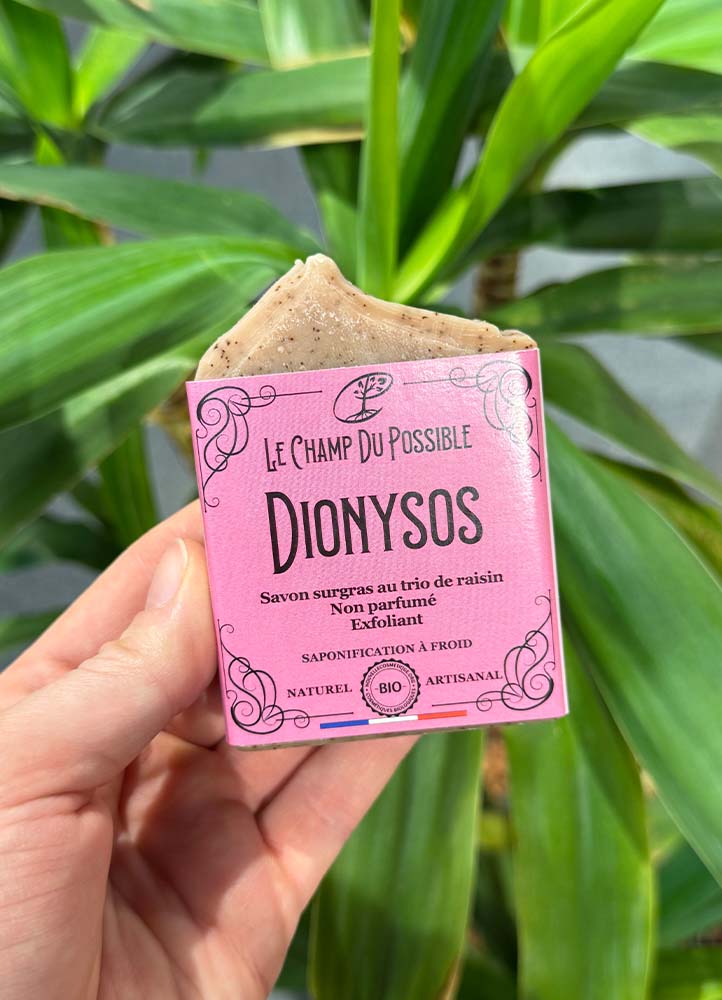 LE CHAMP DU POSSIBLE
DIONYSOS
Savon surgras au trio de raisin
Non parfumé
Exfoliant
SAPONIFICATION À FROID
NATUREL BIO ARTISANAL